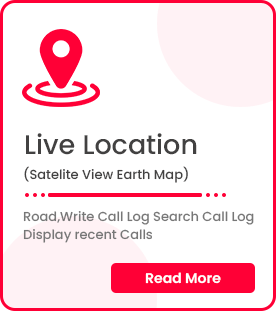 Live Location
(Satelite View Earth Map)
Road,Write Call Log Search Call Log
Display recent Calls
Read More